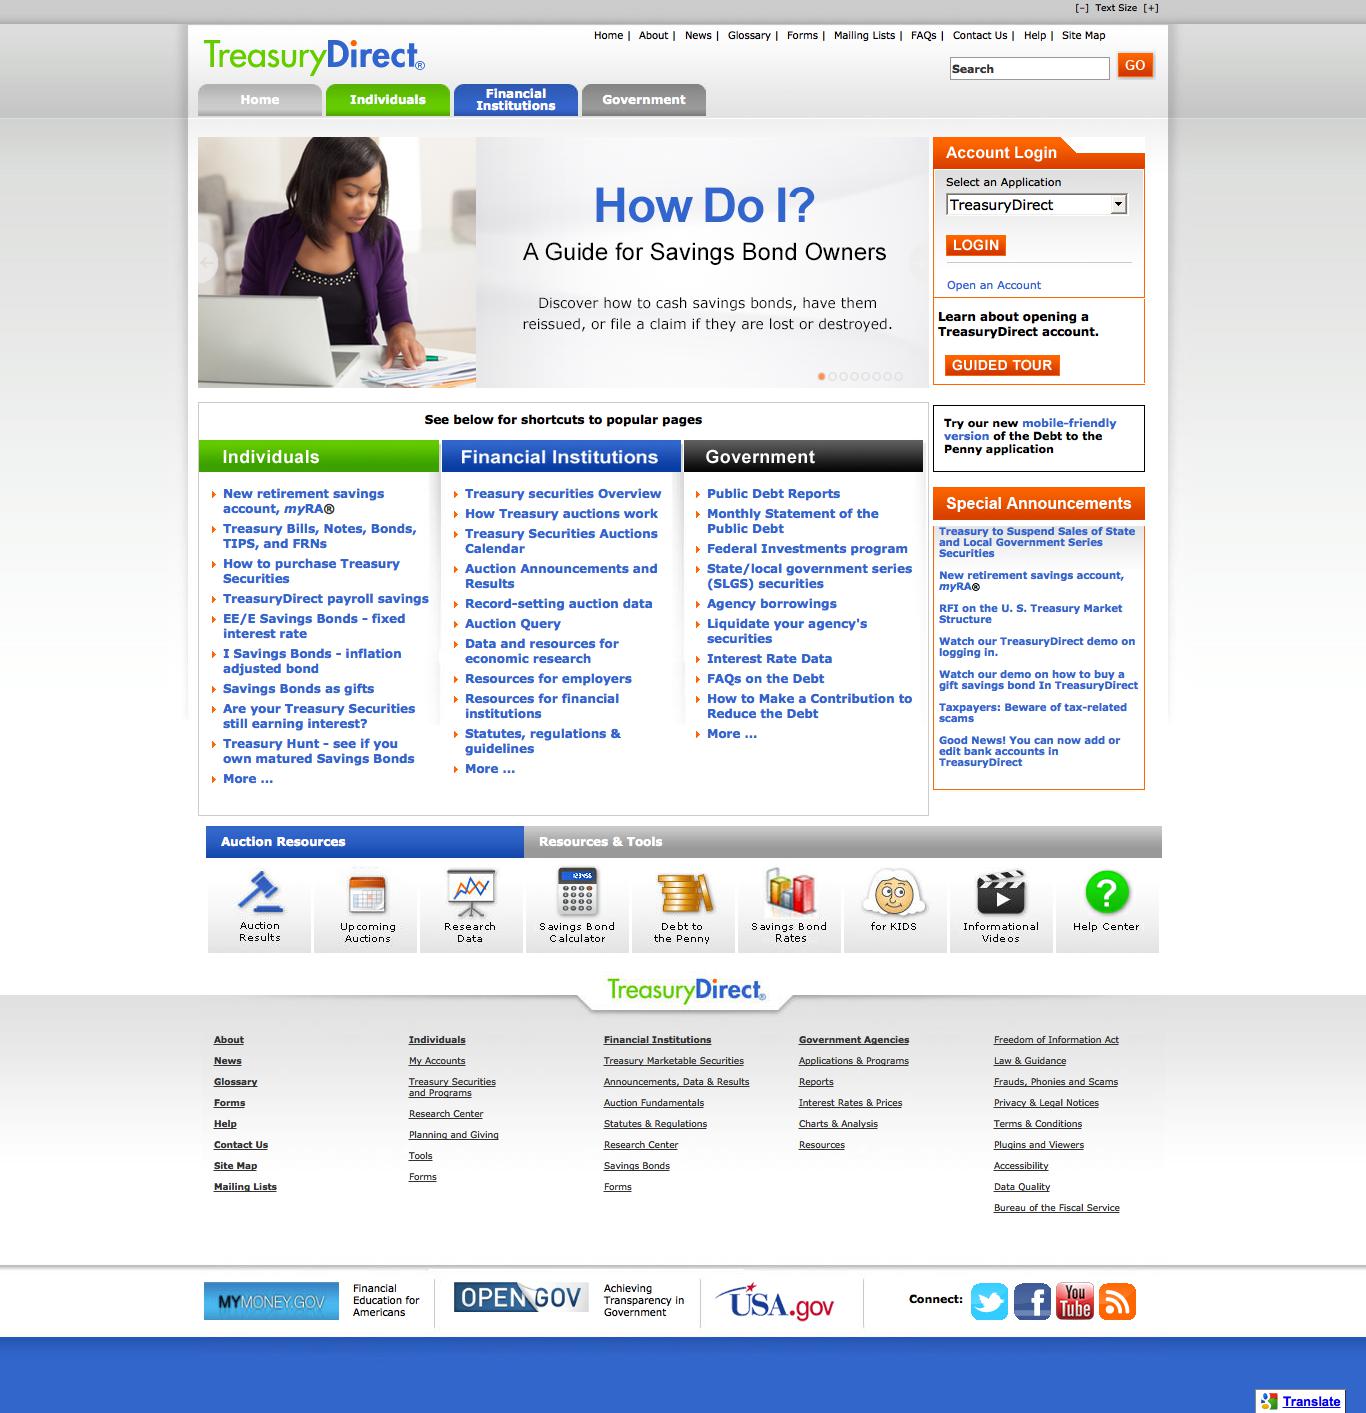 [−] Text Size [+]
TreasuryDirect®
Home | About | News | Glossary | Forms | Mailing Lists | FAQs | Contact Us | Help | Site Map
Search GO
Home
Individuals
Financial
Institutions
Government
How Do I?
A Guide for Savings Bond Owners
Discover how to cash savings bonds, have them
reissued, or file a claim if they are lost or destroyed.
Account Login
Select an Application
TreasuryDirect
LOGIN
Open an Account
Learn about opening a
TreasuryDirect account.
GUIDED TOUR
Try our new mobile-friendly
version of the Debt to the
Penny application
Special Announcements
Treasury to Suspend Sales of State
and Local Government Series
Securities
New retirement savings account,
myRA®
RFI on the U. S. Treasury Market
Structure
Watch our TreasuryDirect demo on
logging in.
Watch our demo on how to buy a
gift savings bond In TreasuryDirect
Taxpayers: Beware of tax-related
scams
Good News! You can now add or
edit bank accounts in
TreasuryDirect
See below for shortcuts to popular pages
Individuals
New retirement savings
account, myRA®
Treasury Bills, Notes, Bonds,
TIPS, and FRNs
How to purchase Treasury
Securities
TreasuryDirect payroll savings
EE/E Savings Bonds - fixed
interest rate
I Savings Bonds - inflation
adjusted bond
Savings Bonds as gifts
Are your Treasury Securities
still earning interest?
Treasury Hunt - see if you
own matured Savings Bonds
More ...
Financial Institutions
Treasury securities Overview
How Treasury auctions work
Treasury Securities Auctions
Calendar
Auction Announcements and
Results
Record-setting auction data
Auction Query
Data and resources for
economic research
Resources for employers
Resources for financial
institutions
Statutes, regulations &
guidelines
More ...
Government
Public Debt Reports
Monthly Statement of the
Public Debt
Federal Investments program
State/local government series
(SLGS) securities
Agency borrowings
Liquidate your agency's
securities
Interest Rate Data
FAQs on the Debt
How to Make a Contribution to
Reduce the Debt
More ...
Auction Resources
Resources & Tools
Auction
Results
Upcoming
Auctions
Research
Data
123456
Savings Bond
Calculator
Debt to
the Penny
Savings Bond
Rates
for KIDS
Informational
Videos
?
Help Center
TreasuryDirect®
About
News
Glossary
Forms
Help
Contact Us
Site Map
Mailing Lists
Individuals
My Accounts
Treasury Securities
and Programs
Research Center
Planning and Giving
Tools
Forms
Financial Institutions
Treasury Marketable Securities
Announcements, Data & Results
Auction Fundamentals
Statutes & Regulations
Research Center
Savings Bonds
Forms
Government Agencies
Applications & Programs
Reports
Interest Rates & Prices
Charts & Analysis
Resources
Freedom of Information Act
Law & Guidance
Frauds, Phonies and Scams
Privacy & Legal Notices
Terms & Conditions
Plugins and Viewers
Accessibility
Data Quality
Bureau of the Fiscal Service
MYMONEY.GOV
Financial
Education for
Americans
OPEN GOV
Achieving
Transparency in
Government
USA.gov
Connect:
f
You
Tube
Translate